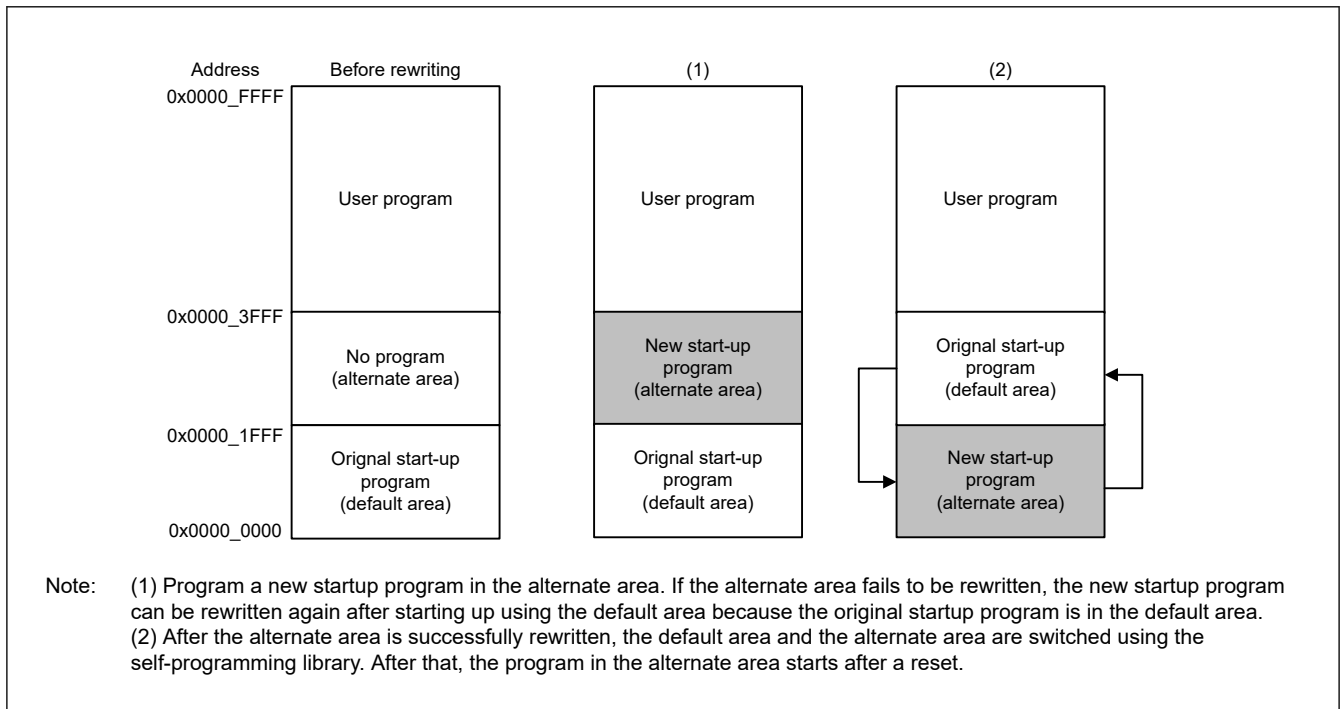 Address Before rewriting (1) (2)
0x0000_FFFF
User program User program User program
0x0000_3FFF
No program
(alternate area)
New start-up
program
(alternate area)
Orignal start-up
program
(default area)
0x0000_1FFF
Orignal start-up
program
(default area)
Orignal start-up
program
(default area)
New start-up
program
(alternate area)
0x0000_0000
Note: (1) Program a new startup program in the alternate area. If the alternate area fails to be rewritten, the new startup program
can be rewritten again after starting up using the default area because the original startup program is in the default area.
(2) After the alternate area is successfully rewritten, the default area and the alternate area are switched using the
self-programming library. After that, the program in the alternate area starts after a reset.